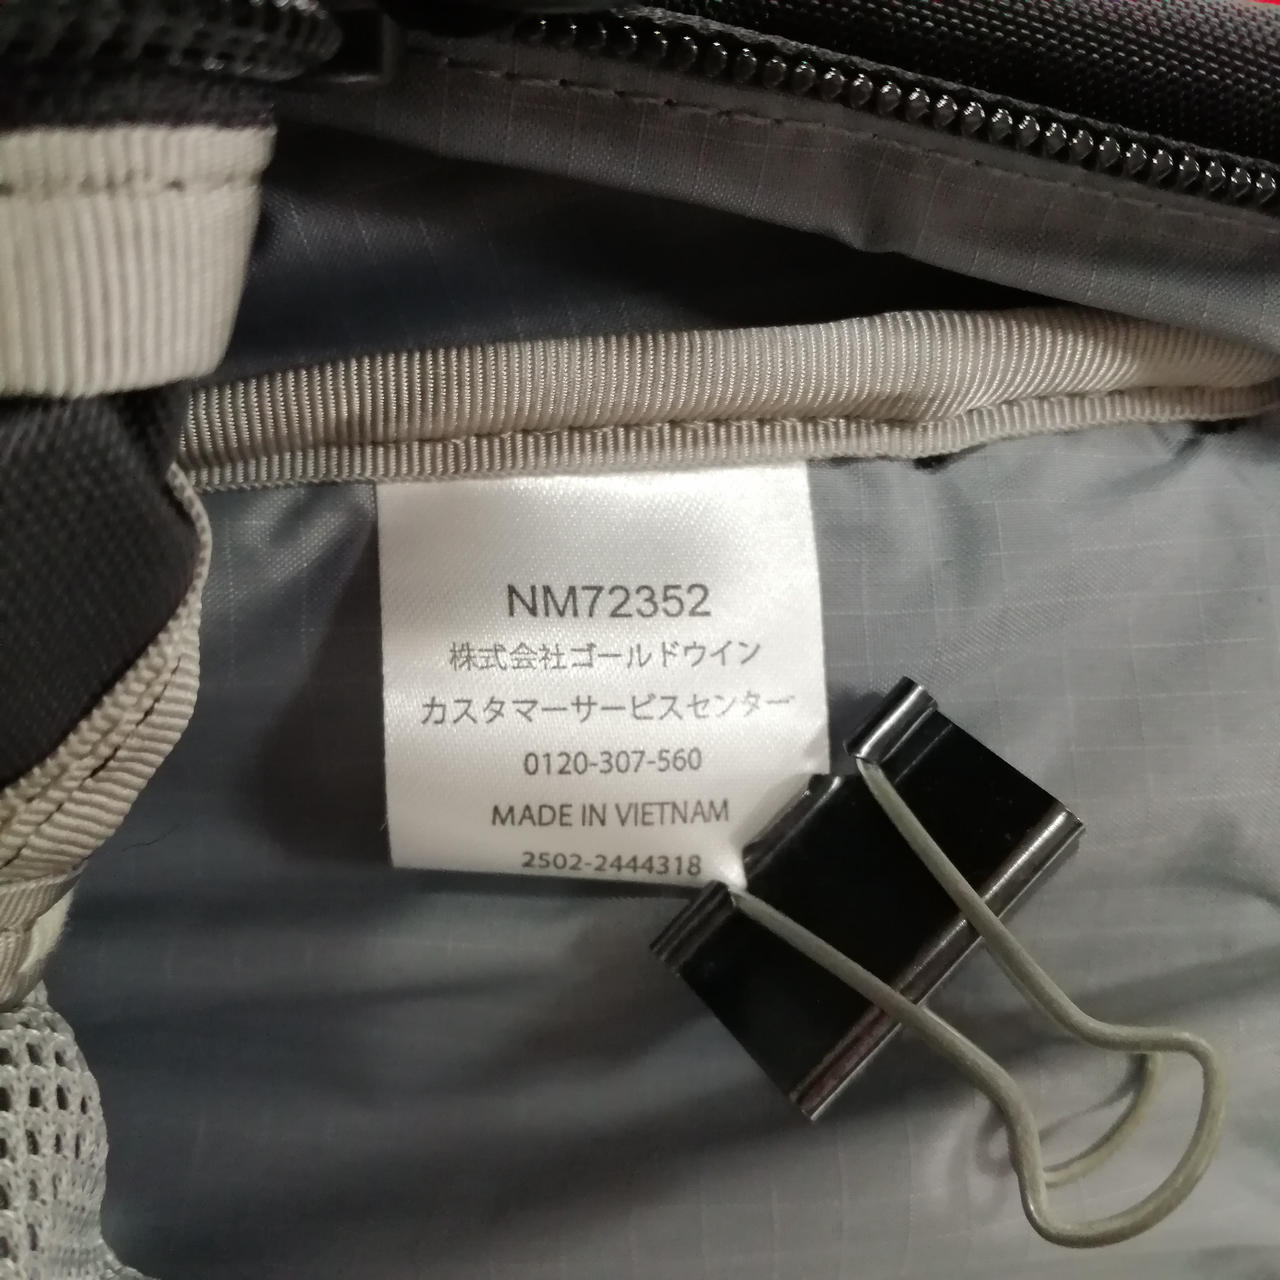 NM72352
株式会社ゴールドウイン
カスタマーサービスセンター
0120-307-560
MADE IN VIETNAM
2502-2444318